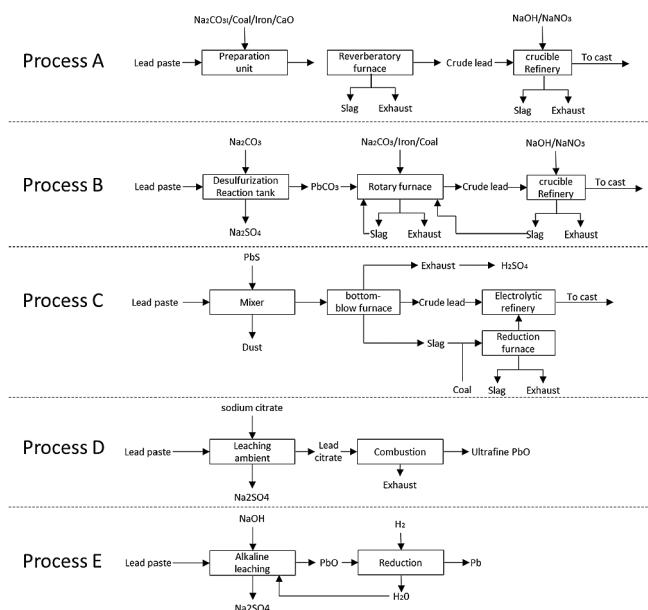 Na₂CO₃i/Coal/Iron/CaO
NaOH/NaNO₃
Process A
Lead paste
Preparation
unit
Reverberatory
furnace
Crude lead
crucible
Refinery
To cast
Slag
Exhaust
Slag
Exhaust
Na₂CO₃
Na₂CO₃/Iron/Coal
NaOH/NaNO₃
Process B
Lead paste
Desulfurization
Reaction tank
PbCO₃
Rotary furnace
Crude lead
crucible
Refinery
To cast
Na₂SO₄
Slag
Exhaust
Slag
Exhaust
PbS
Exhaust
H₂SO₄
Process C
Lead paste
Mixer
bottom-
blow furnace
Crude lead
Electrolytic
refinery
To cast
Dust
Slag
Reduction
furnace
Coal
Slag
Exhaust
sodium citrate
Process D
Lead paste
Leaching
ambient
Lead
citrate
Combustion
Ultrafine PbO
Na2SO4
Exhaust
NaOH
H₂
Process E
Lead paste
Alkaline
leaching
PbO
Reduction
Pb
Na2SO4
H₂0